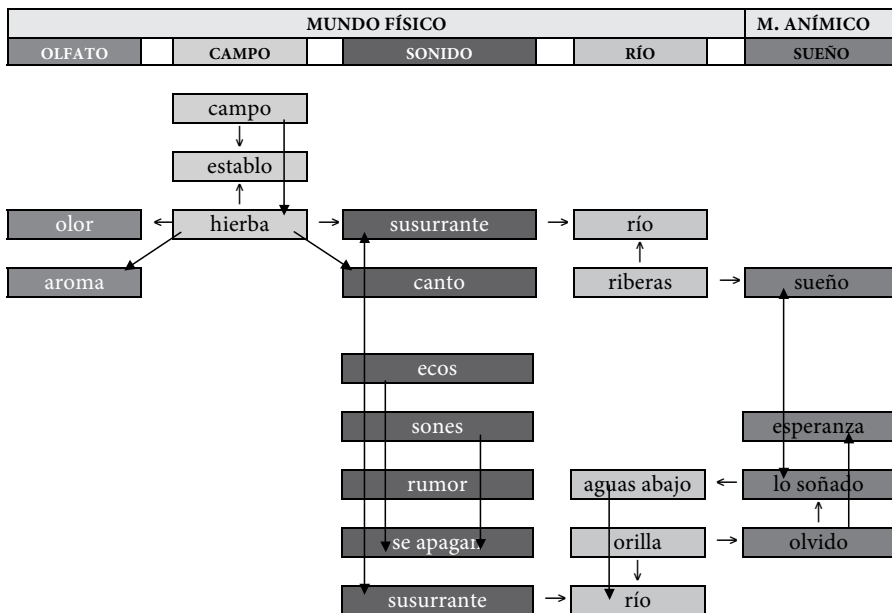 MUNDO FÍSICO M. ANÍMICO
OLFATO CAMPO SONIDO RÍO SUEÑO
campo
establo
olor hierba susurrante río
aroma canto riberas sueño
ecos
sones esperanza
rumor aguas abajo lo soñado
se apagan orilla olvido
susurrante río